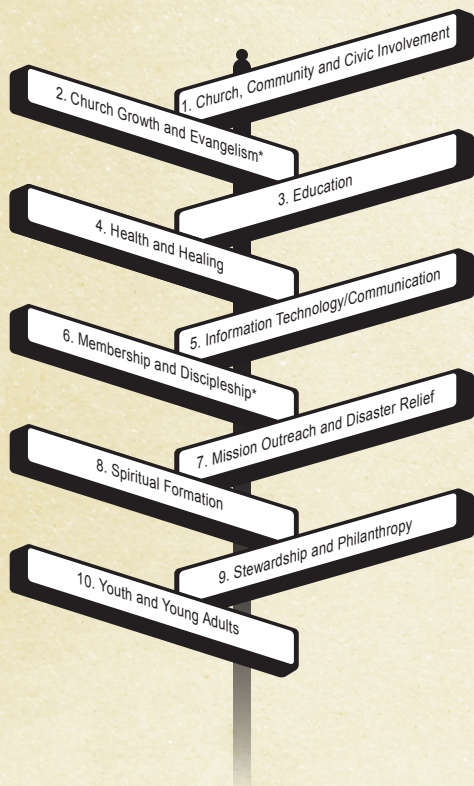 1. Church, Community and Civic Involvement
2. Church Growth and Evangelism*
3. Education
4. Health and Healing
5. Information Technology/Communication
6. Membership and Discipleship*
7. Mission Outreach and Disaster Relief
8. Spiritual Formation
9. Stewardship and Philanthropy
10. Youth and Young Adults